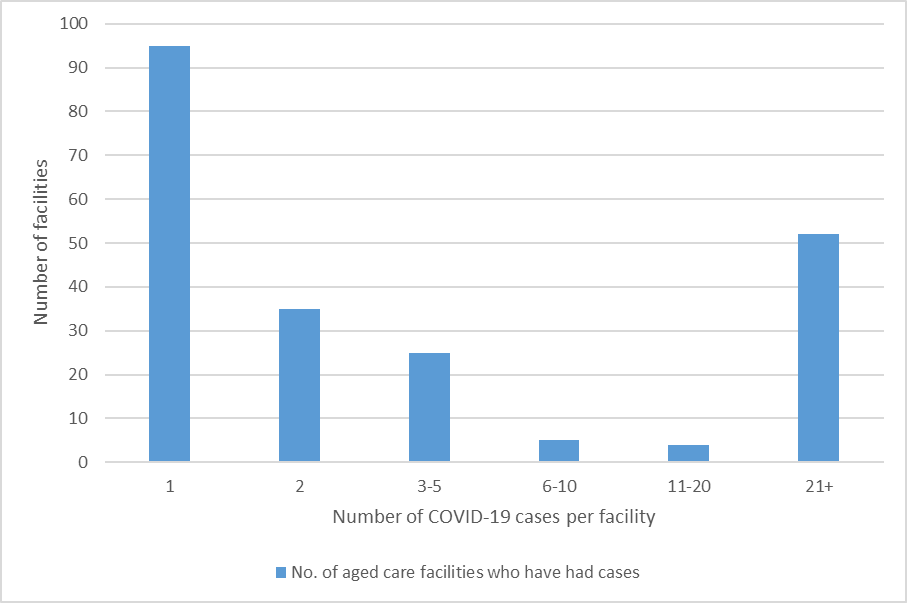 100
90
80
70
60
50
40
30
20
10
0
Number of facilities
1 2 3-5 6-10 11-20 21+
Number of COVID-19 cases per facility
No. of aged care facilities who have had cases